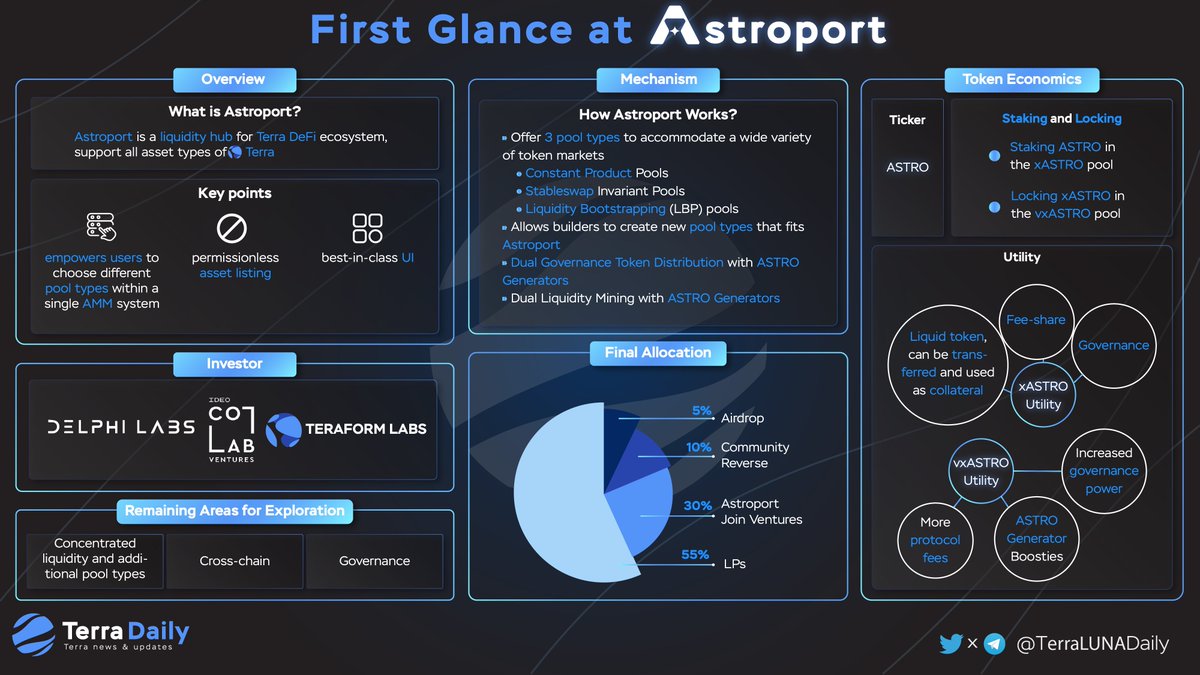 First Glance at Astroport
Overview
What is Astroport?
Astroport is a liquidity hub for Terra DeFi ecosystem,
support all asset types of Terra
Key points
empowers users to
choose different
pool types within a
single AMM system
permissionless
asset listing
best-in-class UI
Investor
DELPHI LABS
IDEO
COL
LAB
VENTURES
TERAFORM LABS
Remaining Areas for Exploration
Concentrated
liquidity and addi-
tional pool types
Cross-chain
Governance
Mechanism
How Astroport Works?
Offer 3 pool types to accommodate a wide variety
of token markets
Constant Product Pools
Stableswap Invariant Pools
Liquidity Bootstrapping (LBP) pools
Allows builders to create new pool types that fits
Astroport
Dual Governance Token Distribution with ASTRO
Generators
Dual Liquidity Mining with ASTRO Generators
Final Allocation
5%
Airdrop
10%
Community
Reverse
30%
Astroport
Join Ventures
55%
LPs
Token Economics
Ticker
ASTRO
Staking and Locking
Staking ASTRO in
the xASTRO pool
Locking xASTRO in
the vxASTRO pool
Utility
Liquid token,
can be trans-
ferred and used
as collateral
Fee-share
Governance
xASTRO
Utility
vxASTRO
Utility
Increased
governance
power
More
protocol
fees
ASTRO
Generator
Boosties
Terra Daily
Terra news & updates
x
@TerraLUNADaily